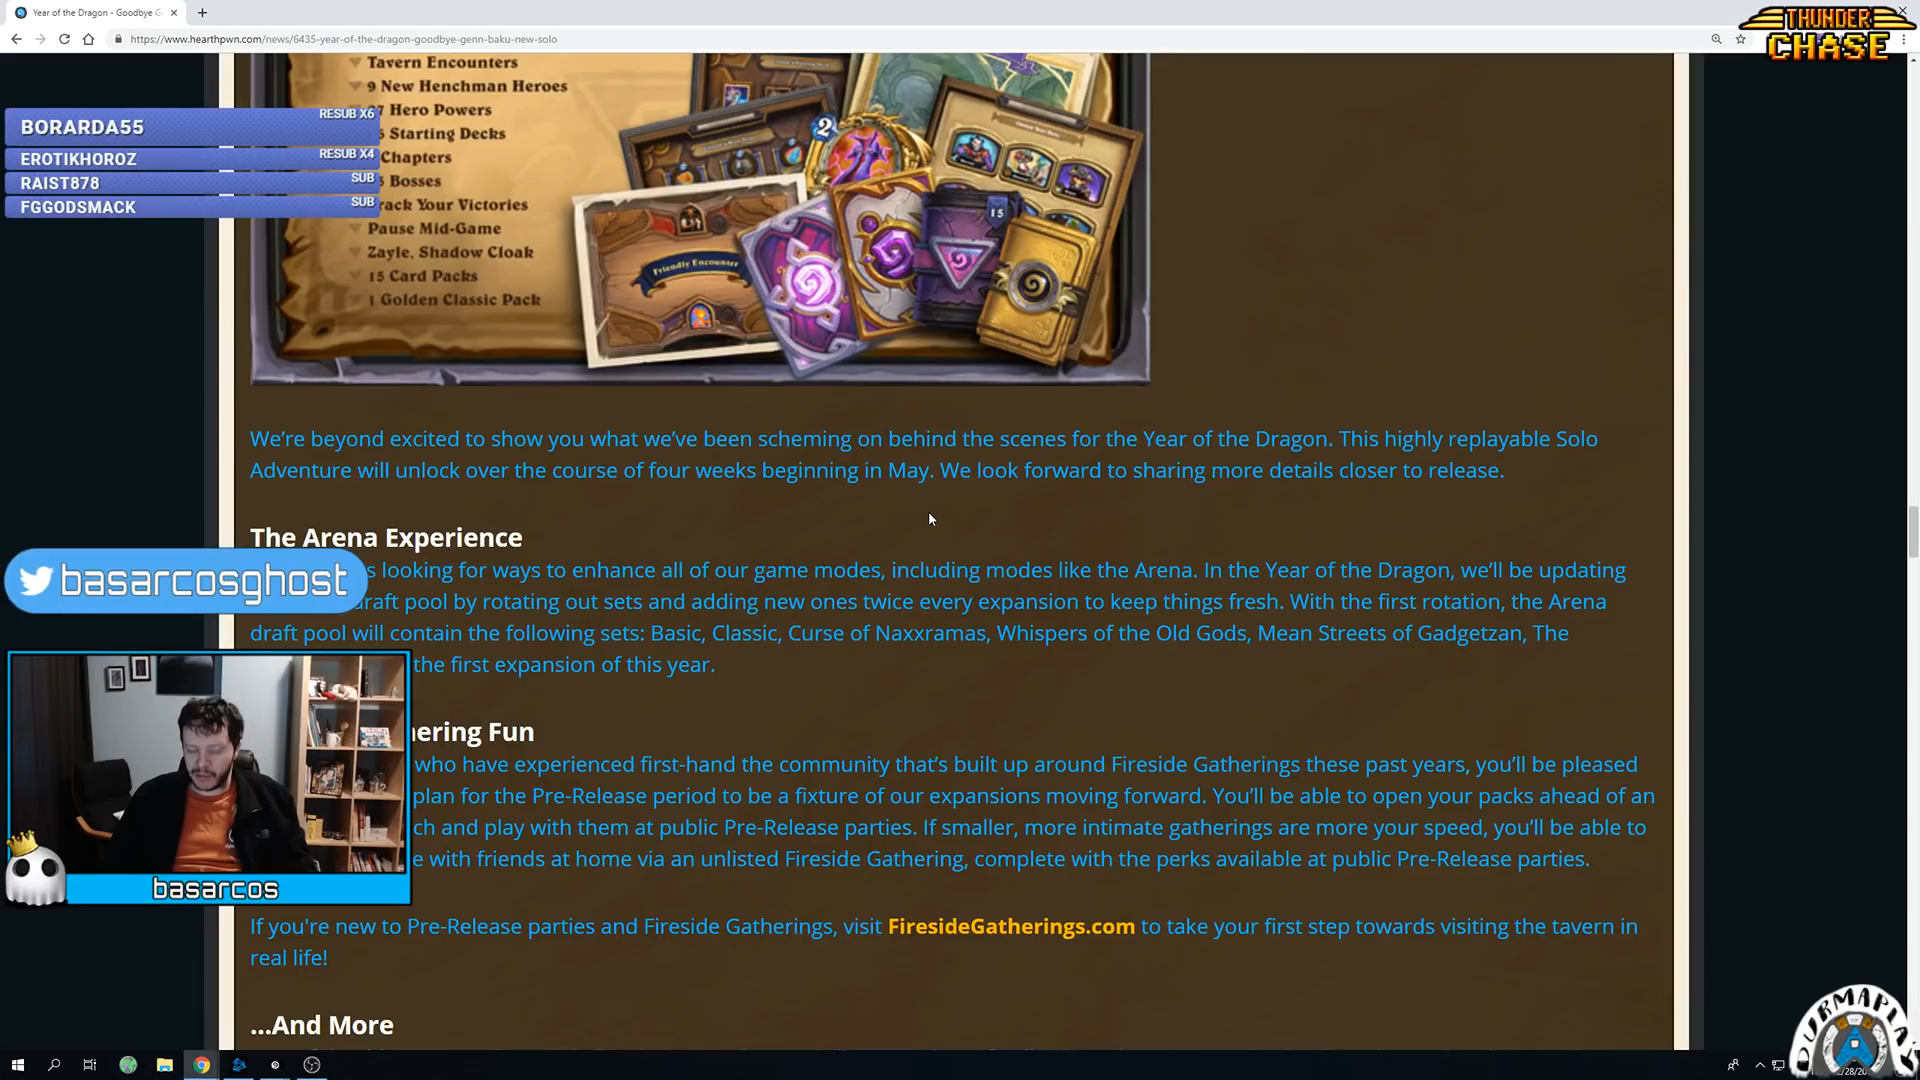 Year of the Dragon - Goodbye G
https://www.hearthpwn.com/news/6435-year-of-the-dragon-goodbye-genn-baku-new-solo
THUNDER
CHASE
Tavern Encounters
9 New Henchman Heroes
7 Hero Powers
Starting Decks
Chapters
Bosses
rack Your Victories
Pause Mid-Game
Zayle, Shadow Cloak
15 Card Packs
1 Golden Classic Pack
2
15
Friendly Encounter
BORARDA55 RESUB X6
EROTIKHOROZ RESUB X4
RAIST878 SUB
FGGODSMACK SUB
We're beyond excited to show you what we've been scheming on behind the scenes for the Year of the Dragon. This highly replayable Solo
Adventure will unlock over the course of four weeks beginning in May. We look forward to sharing more details closer to release.
The Arena Experience
s looking for ways to enhance all of our game modes, including modes like the Arena. In the Year of the Dragon, we'll be updating
draft pool by rotating out sets and adding new ones twice every expansion to keep things fresh. With the first rotation, the Arena
draft pool will contain the following sets: Basic, Classic, Curse of Naxxramas, Whispers of the Old Gods, Mean Streets of Gadgetzan, The
the first expansion of this year.
basarcosghost
hering Fun
who have experienced first-hand the community that's built up around Fireside Gatherings these past years, you'll be pleased
plan for the Pre-Release period to be a fixture of our expansions moving forward. You'll be able to open your packs ahead of an
ch and play with them at public Pre-Release parties. If smaller, more intimate gatherings are more your speed, you'll be able to
e with friends at home via an unlisted Fireside Gathering, complete with the perks available at public Pre-Release parties.
basarcos
If you're new to Pre-Release parties and Fireside Gatherings, visit FiresideGatherings.com to take your first step towards visiting the tavern in
real life!
...And More
DURMAPLAY